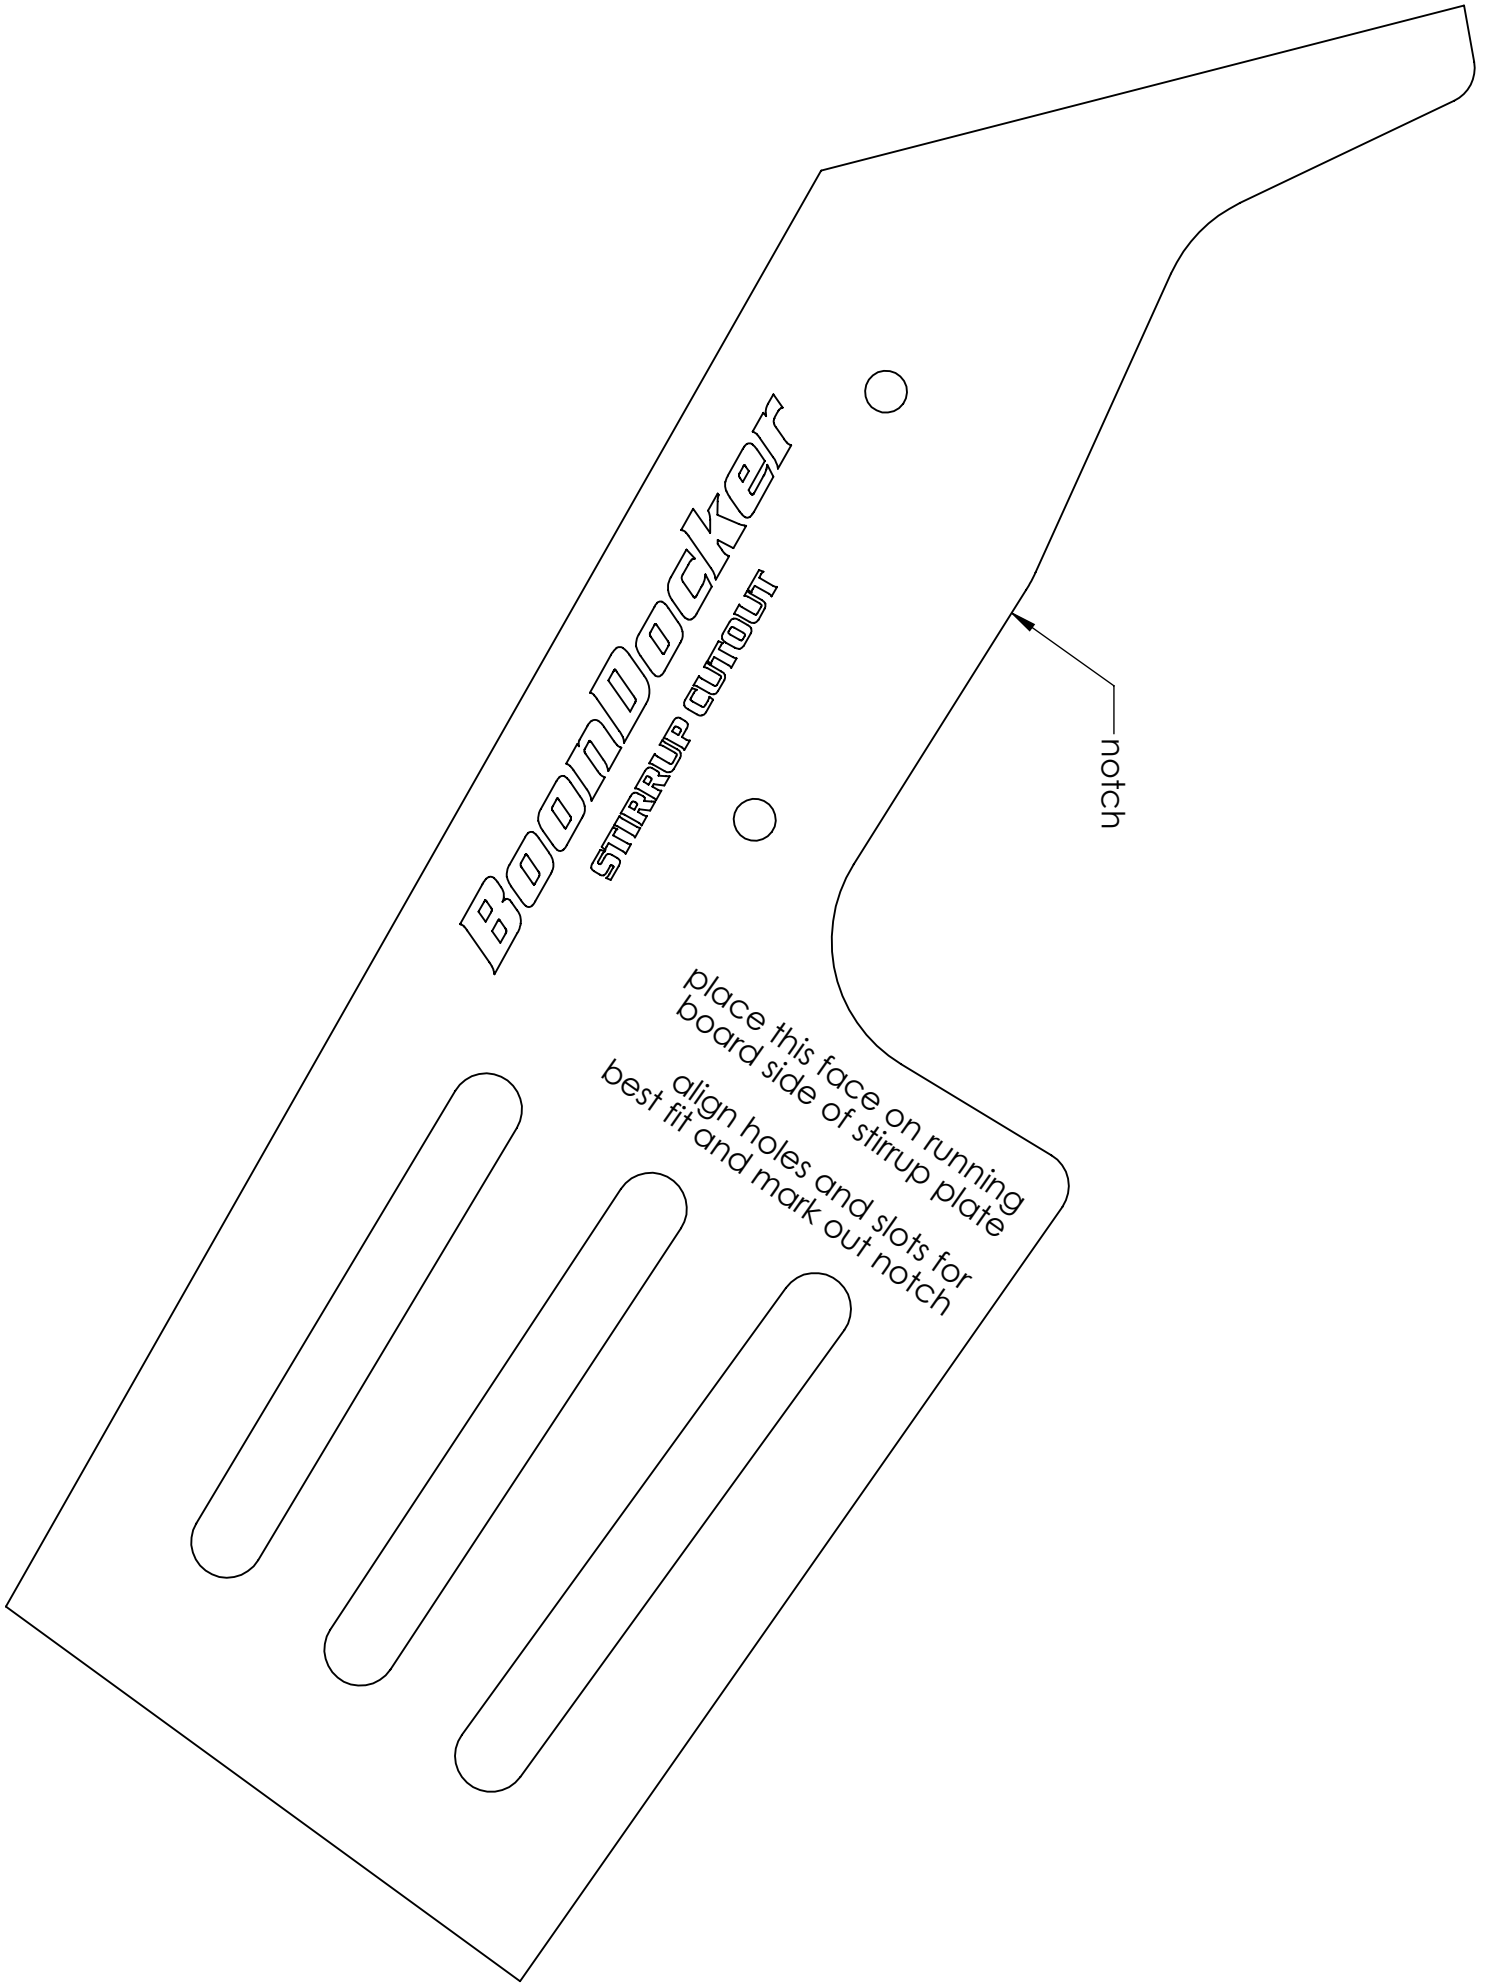 BoonDocker
STIRRUP CUTOUT
notch
place this face on running
board side of stirrup plate
align holes and slots for
best fit and mark out notch